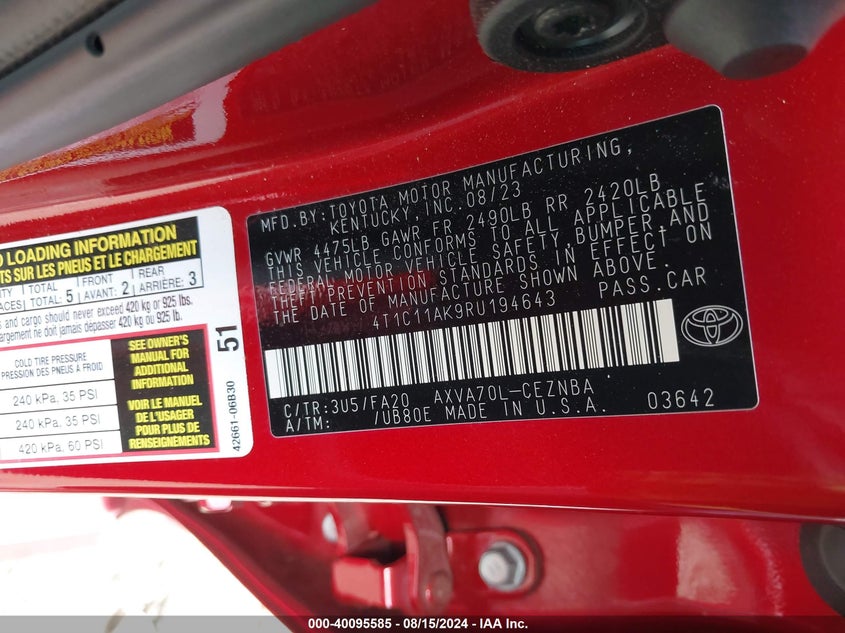 MFD.BY:TOYOTA MOTOR MANUFACTURING,
KENTUCKY,INC.08/23
GVWR 4475LB GAWR FR 2490LB RR 2420LB
THIS VEHICLE CONFORMS TO ALL APPLICABLE
FEDERAL MOTOR VEHICLE SAFETY,BUMPER,AND
THEFT PREVENTION STANDARDS IN EFFECT ON
THE DATE OF MANUFACTURE SHOWN ABOVE.
4T1C11AK9RU194643 PASS.CAR
C/TR:3U5/FA20 AXVA70L-CEZNBA
A/TM: /UB80E MADE IN U.S.A. 03642
LOADING INFORMATION
SUR LES PNEUS ET LE CHARGEMENT
TOTAL FRONT REAR
TOTAL:5 AVANT:2 ARRIÈRE:3
and cargo should never exceed 420 kg or 925 lbs.
ne doit jamais dépasser 420 kg ou 925 lb.
COLD TIRE PRESSURE
PRESSION DES PNEUS A FROID
240 kPa. 35 PSI
240 kPa. 35 PSI
420 kPa. 60 PSI
SEE OWNER'S
MANUAL FOR
ADDITIONAL
INFORMATION
VOIR LE MANUEL
DE L'USAGER
POUR PLUS DE
RENSEIGNEMENTS
51
42661-06B30
000-40095585 - 08/15/2024 - IAA Inc.